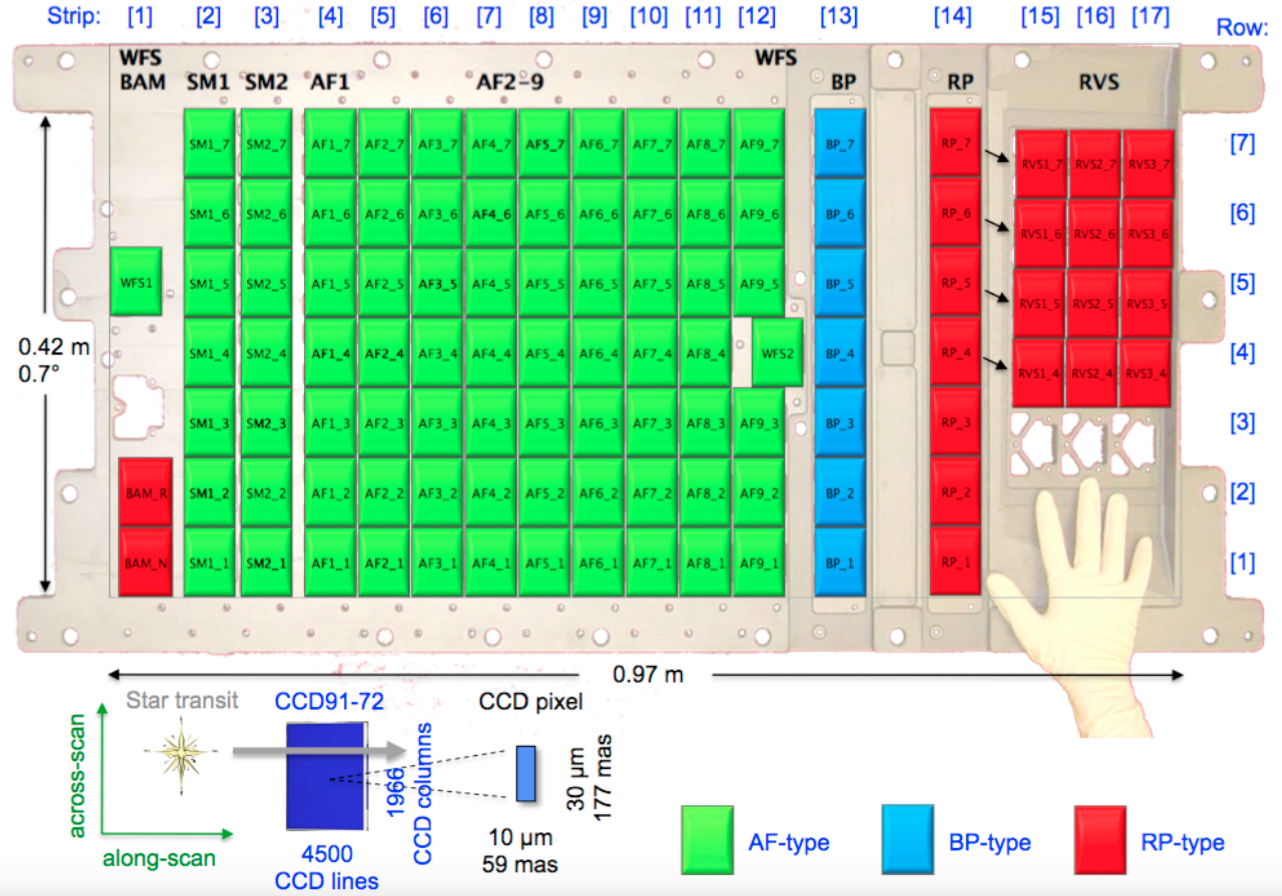 Strip: [1] [2] [3] [4] [5] [6] [7] [8] [9] [10] [11] [12] [13] [14] [15] [16] [17]
Row:
WFS WFS
BAM SM1 SM2 AF1 AF2-9 BP RP RVS
SM1_7 SM2_7 AF1_7 AF2_7 AF3_7 AF4_7 AF5_7 AF6_7 AF7_7 AF8_7 AF9_7 BP_7 RP_7 RVS1_7 RVS2_7 RVS3_7 [7]
SM1_6 SM2_6 AF1_6 AF2_6 AF3_6 AF4_6 AF5_6 AF6_6 AF7_6 AF8_6 AF9_6 BP_6 RP_6 RVS1_6 RVS2_6 RVS3_6 [6]
WFS1 SM1_5 SM2_5 AF1_5 AF2_5 AF3_5 AF4_5 AF5_5 AF6_5 AF7_5 AF8_5 AF9_5 BP_5 RP_5 RVS1_5 RVS2_5 RVS3_5 [5]
SM1_4 SM2_4 AF1_4 AF2_4 AF3_4 AF4_4 AF5_4 AF6_4 AF7_4 AF8_4 WFS2 BP_4 RP_4 RVS1_4 RVS2_4 RVS3_4 [4]
0.42 m
0.7°
SM1_3 SM2_3 AF1_3 AF2_3 AF3_3 AF4_3 AF5_3 AF6_3 AF7_3 AF8_3 AF9_3 BP_3 RP_3 [3]
BAM_R SM1_2 SM2_2 AF1_2 AF2_2 AF3_2 AF4_2 AF5_2 AF6_2 AF7_2 AF8_2 AF9_2 BP_2 RP_2 [2]
BAM_N SM1_1 SM2_1 AF1_1 AF2_1 AF3_1 AF4_1 AF5_1 AF6_1 AF7_1 AF8_1 AF9_1 BP_1 RP_1 [1]
0.97 m
Star transit CCD91-72 CCD pixel
across-scan
along-scan
1966
CCD columns
4500
CCD lines
30 µm
177 mas
10 µm
59 mas
AF-type BP-type RP-type